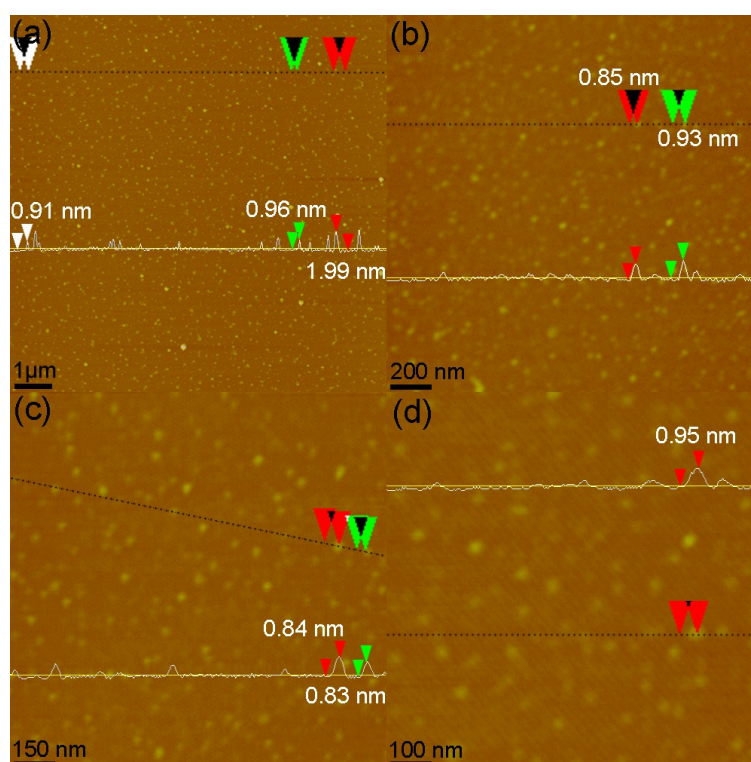 (a)
0.91 nm
0.96 nm
1.99 nm
1μm
(b)
0.85 nm
0.93 nm
200 nm
(c)
0.84 nm
0.83 nm
150 nm
(d)
0.95 nm
100 nm